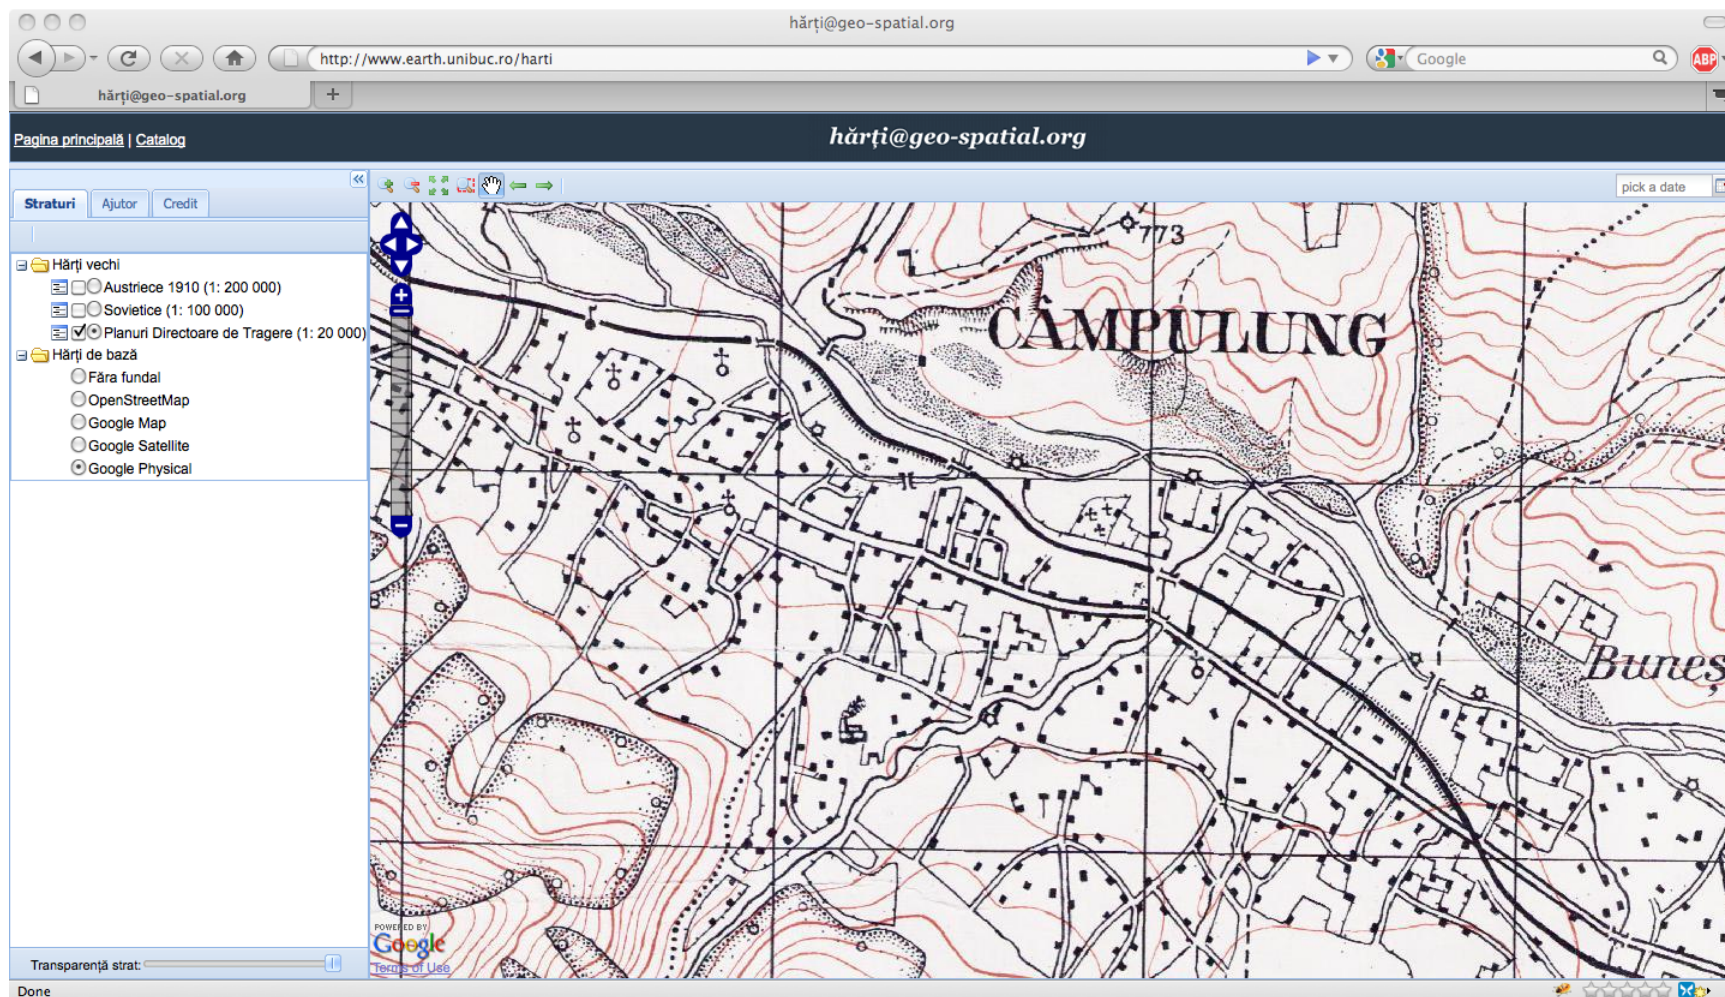 hărți@geo-spatial.org
http://www.earth.unibuc.ro/harti
Google
ABP
hărți@geo-spatial.org
Pagina principală | Catalog
hărți@geo-spatial.org
pick a date
Straturi
Ajutor
Credit
Hărți vechi
Austriece 1910 (1: 200 000)
Sovietice (1: 100 000)
Planuri Directoare de Tragere (1: 20 000)
Hărți de bază
Făra fundal
OpenStreetMap
Google Map
Google Satellite
Google Physical
773
CÂMPULUNG
Buneș
POWERED BY
Google
Terms of Use
Transparență strat:
Done